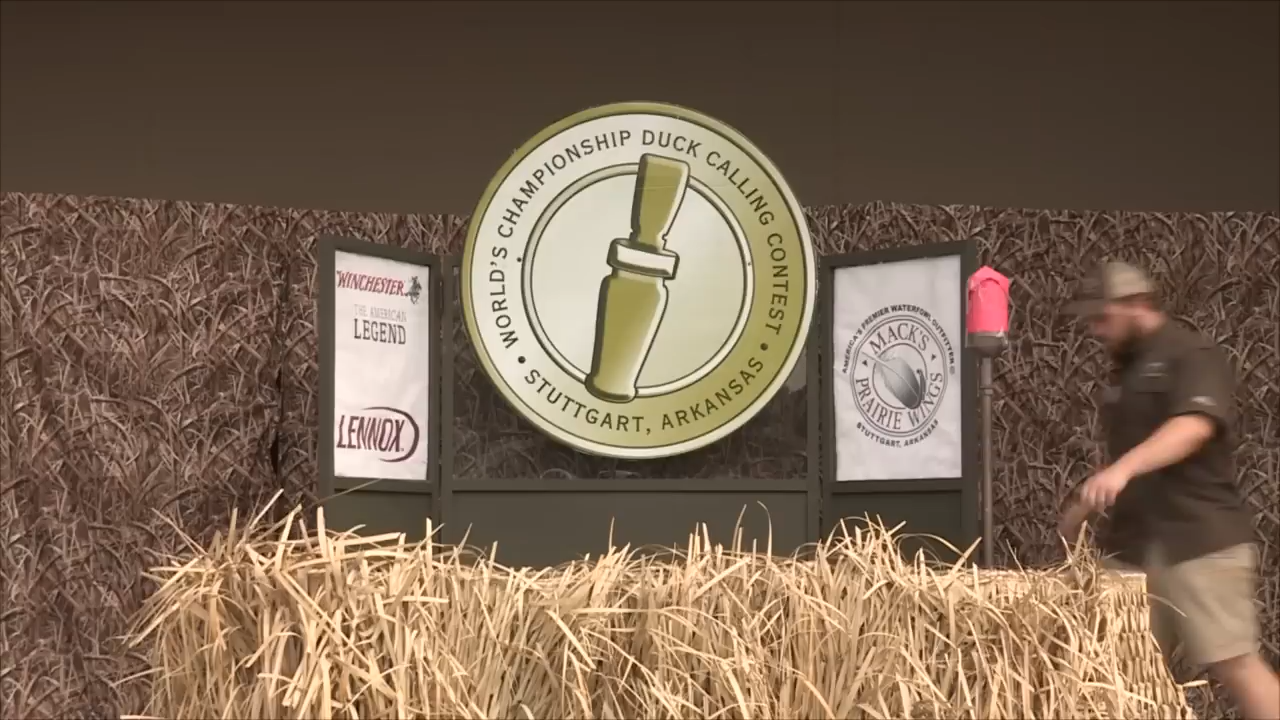 WORLD'S CHAMPIONSHIP DUCK CALLING CONTEST
• STUTTGART, ARKANSAS •
WINCHESTER
THE AMERICAN
LEGEND
LENNOX
AMERICA'S PREMIER WATERFOWL OUTFITTER
MACK'S
PRAIRIE WINGS
STUTTGART, ARKANSAS